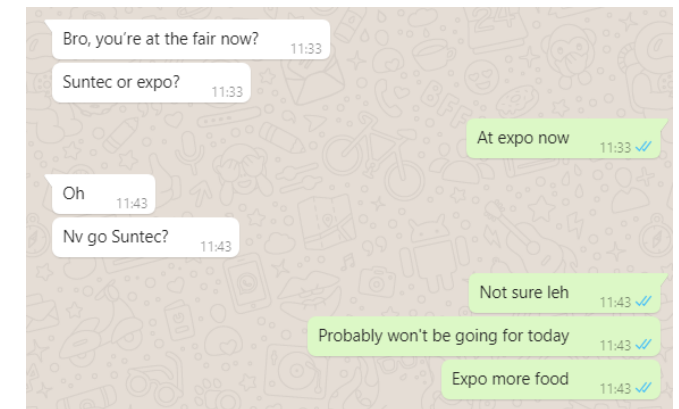 Bro, you're at the fair now? 11:33
Suntec or expo? 11:33
At expo now 11:33
Oh 11:43
Nv go Suntec? 11:43
Not sure leh 11:43
Probably won't be going for today 11:43
Expo more food 11:43